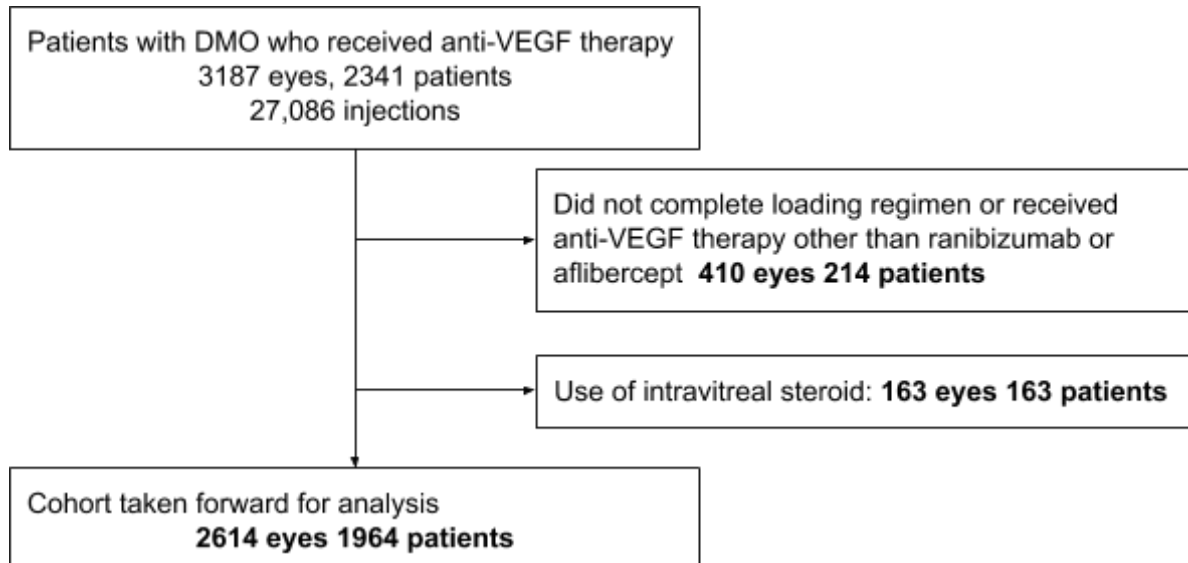 Patients with DMO who received anti-VEGF therapy
3187 eyes, 2341 patients
27,086 injections
Did not complete loading regimen or received
anti-VEGF therapy other than ranibizumab or
aflibercept 410 eyes 214 patients
Use of intravitreal steroid: 163 eyes 163 patients
Cohort taken forward for analysis
2614 eyes 1964 patients